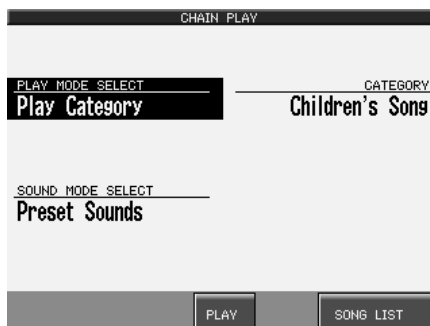 CHAIN PLAY
PLAY MODE SELECT
Play Category
CATEGORY
Children's Song
SOUND MODE SELECT
Preset Sounds
PLAY
SONG LIST